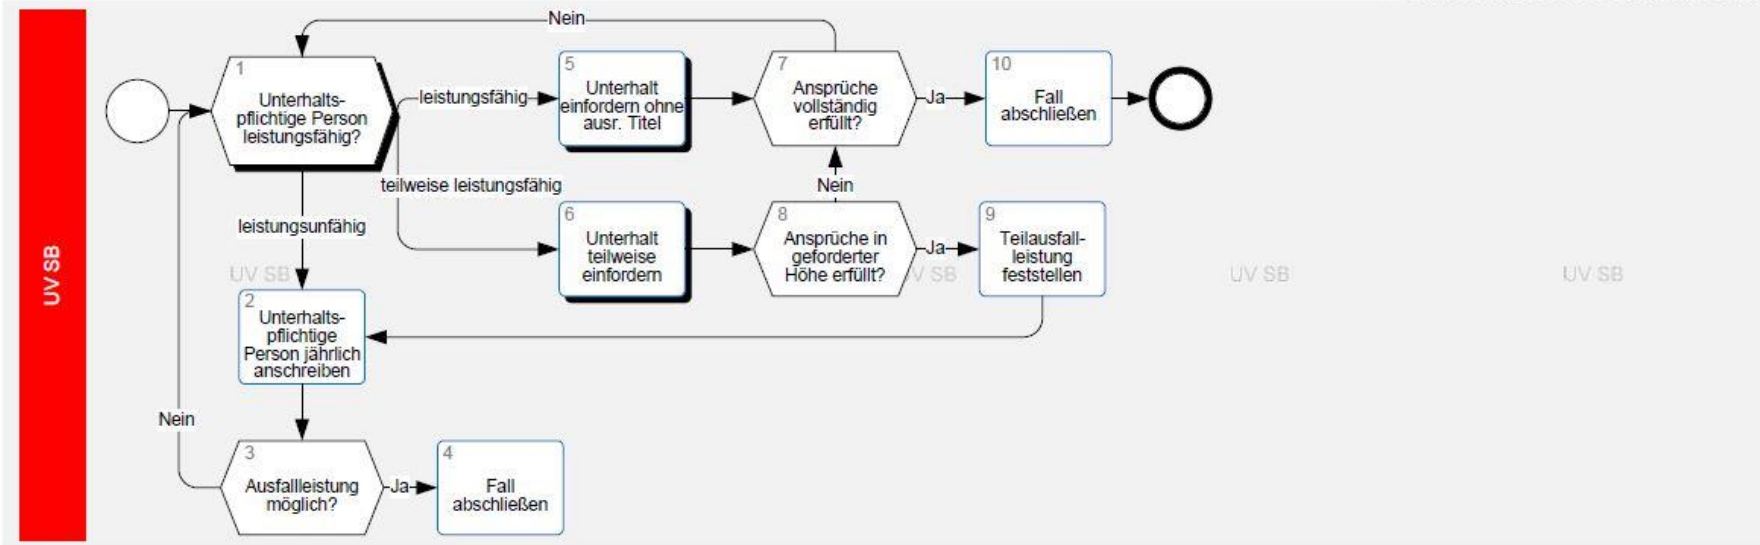 UV SB
1
Unterhalts-
pflichtige Person
leistungsfähig?
Nein
leistungsfähig
teilweise leistungsfähig
leistungsunfähig
5
Unterhalt
einfordern ohne
ausr. Titel
7
Ansprüche
vollständig
erfüllt?
Ja
10
Fall
abschließen
Nein
6
Unterhalt
teilweise
einfordern
8
Ansprüche in
geforderter
Höhe erfüllt?
Ja
9
Teilausfall-
leistung
feststellen
UV SB
V SB
UV SB
UV SB
2
Unterhalts-
pflichtige
Person jährlich
anschreiben
Nein
3
Ausfallleistung
möglich?
Ja
4
Fall
abschließen